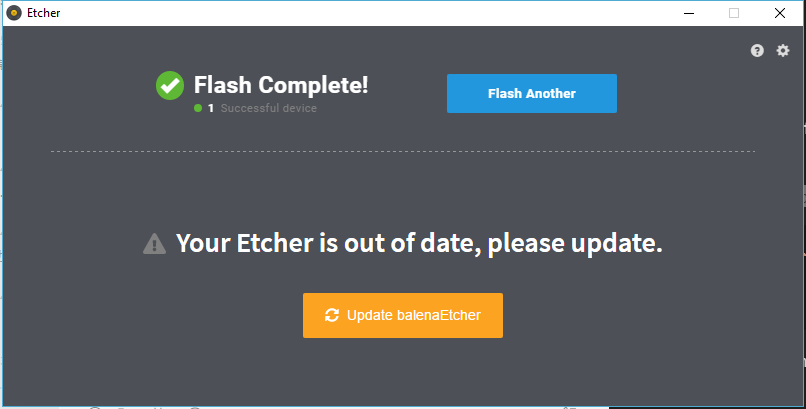 Etcher
Flash Complete!
1 Successful device
Flash Another
Your Etcher is out of date, please update.
Update balenaEtcher